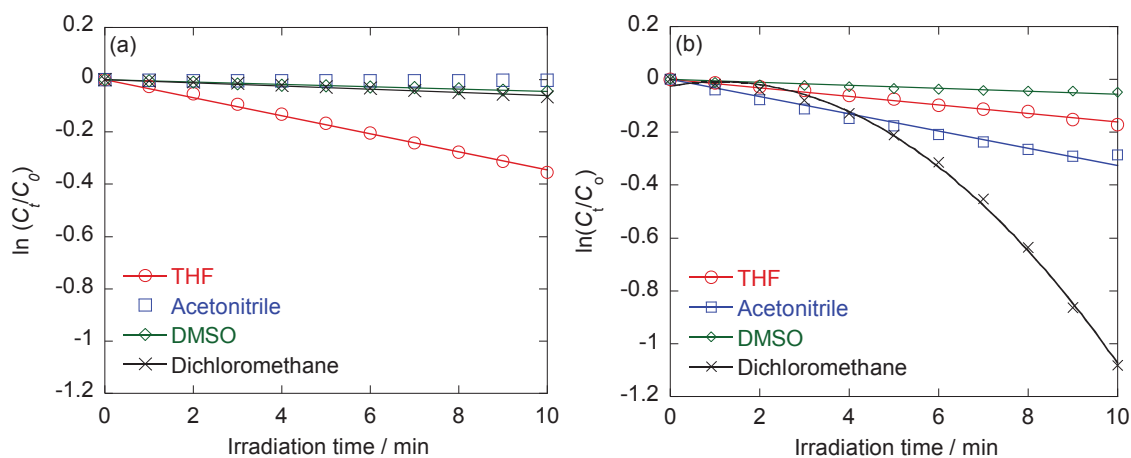 (a)
0.2
0
-0.2
-0.4
-0.6
-0.8
-1
-1.2
ln (Cₜ/C₀)
THF
Acetonitrile
DMSO
Dichloromethane
0 2 4 6 8 10
Irradiation time / min
(b)
0.2
0
-0.2
-0.4
-0.6
-0.8
-1
-1.2
ln(Cₜ/Cₒ)
THF
Acetonitrile
DMSO
Dichloromethane
0 2 4 6 8 10
Irradiation time / min